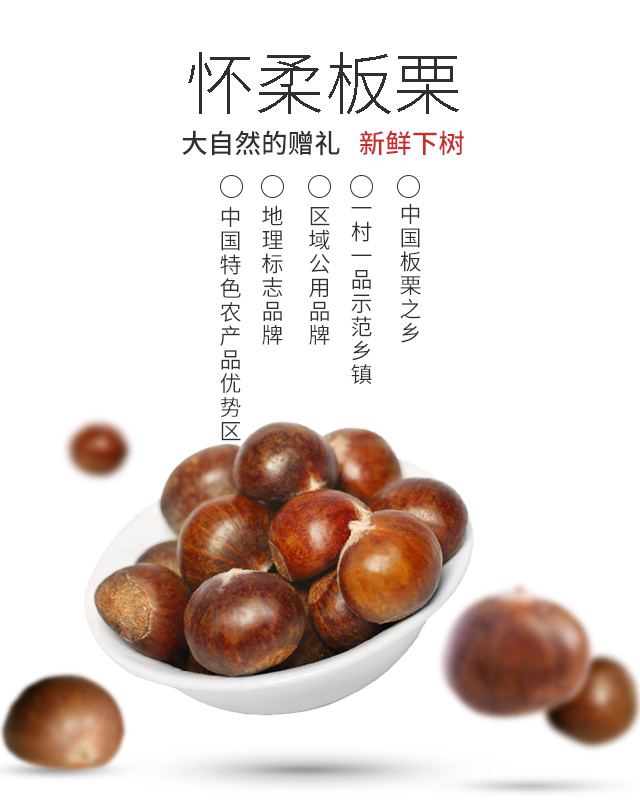 怀柔板栗
大自然的赠礼 新鲜下树
中国板栗之乡
一村一品示范乡镇
区域公用品牌
地理标志品牌
中国特色农产品优势区